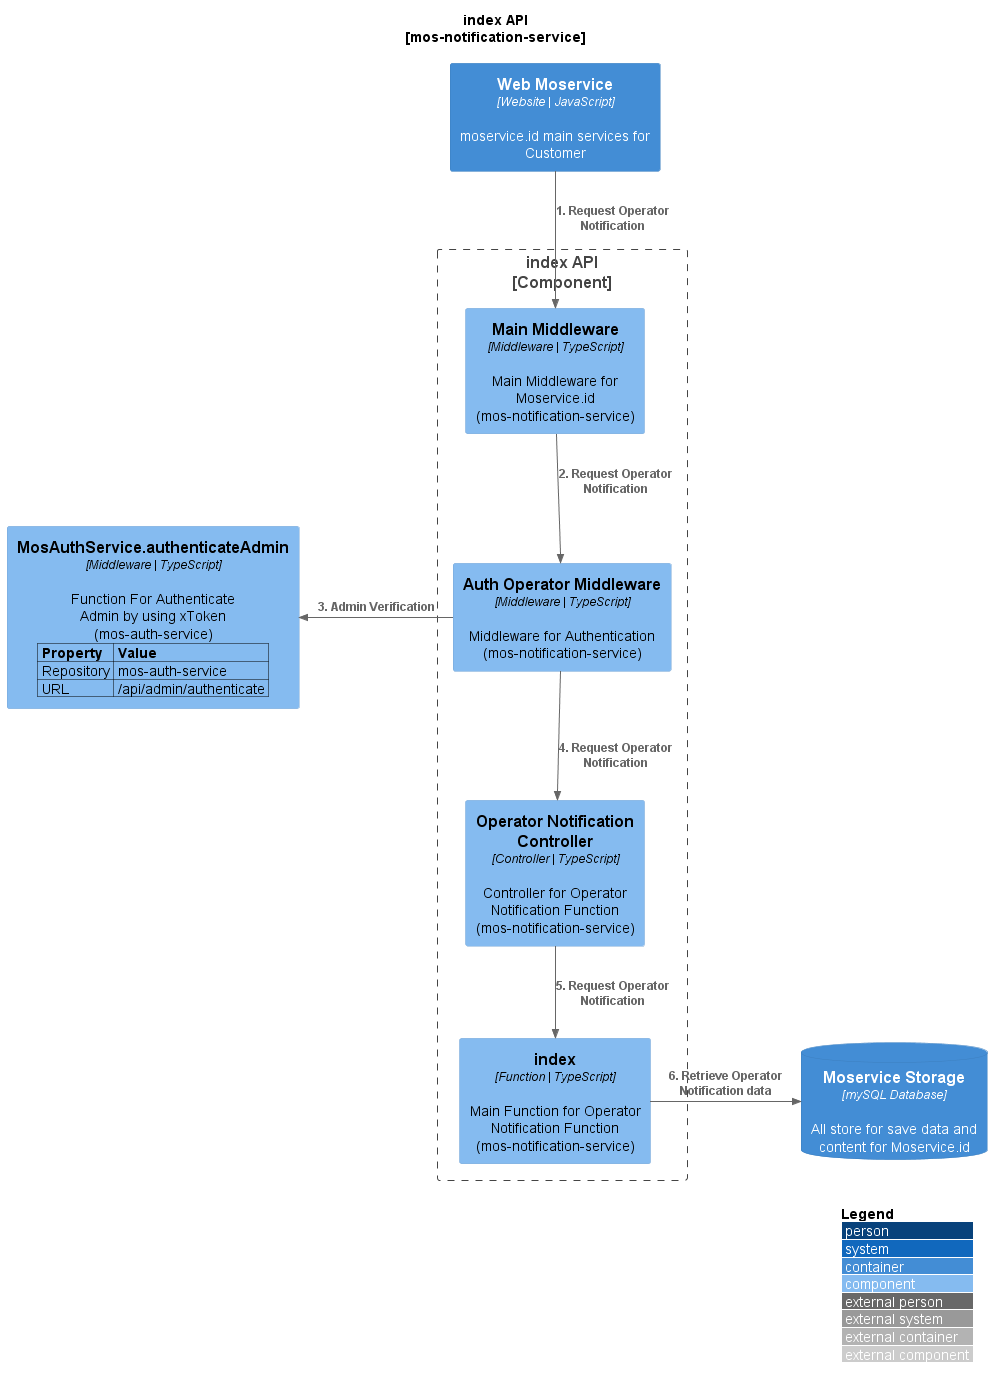 index API
[mos-notification-service]
Web Moservice
[Website | JavaScript]
moservice.id main services for
Customer
1. Request Operator
Notification
index API
[Component]
Main Middleware
[Middleware | TypeScript]
Main Middleware for
Moservice.id
(mos-notification-service)
2. Request Operator
Notification
MosAuthService.authenticateAdmin
[Middleware | TypeScript]
Function For Authenticate
Admin by using xToken
(mos-auth-service)
Property Value
Repository mos-auth-service
URL /api/admin/authenticate
3. Admin Verification
Auth Operator Middleware
[Middleware | TypeScript]
Middleware for Authentication
(mos-notification-service)
4. Request Operator
Notification
Operator Notification
Controller
[Controller | TypeScript]
Controller for Operator
Notification Function
(mos-notification-service)
5. Request Operator
Notification
index
[Function | TypeScript]
Main Function for Operator
Notification Function
(mos-notification-service)
6. Retrieve Operator
Notification data
Moservice Storage
[mySQL Database]
All store for save data and
content for Moservice.id
Legend
person
system
container
component
external person
external system
external container
external component